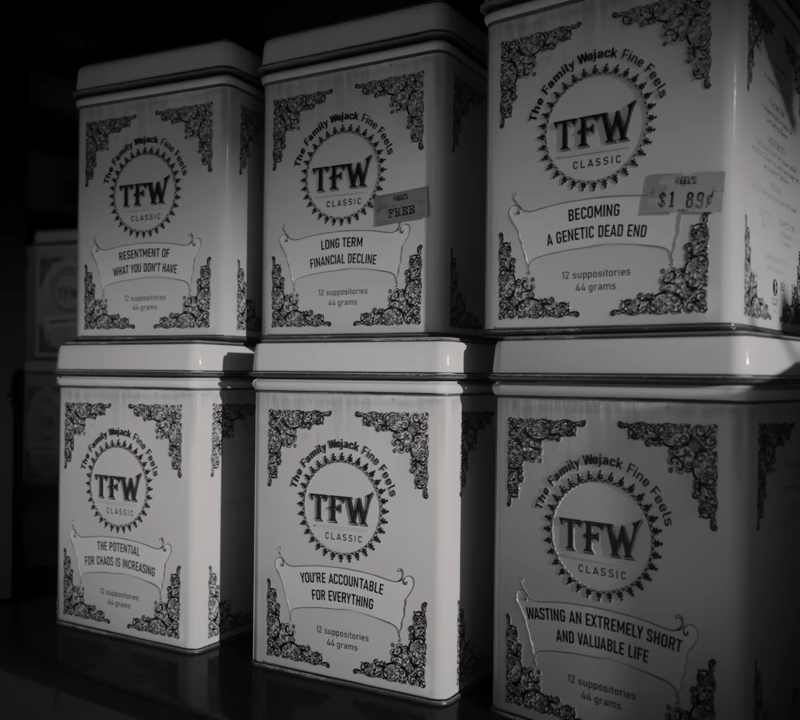 The Family Wojack Fine Feels
TFW
CLASSIC
RESENTMENT OF
WHAT YOU DON'T HAVE
12 suppositories
44 grams
The Family Wojack Fine Feels
TFW
CLASSIC
FREE
LONG TERM
FINANCIAL DECLINE
12 suppositories
44 grams
The Family Wojack Fine Feels
TFW
CLASSIC
$1 89¢
BECOMING
A GENETIC DEAD END
12 suppositories
44 grams
The Family Wojack Fine Feels
TFW
CLASSIC
THE POTENTIAL
FOR CHAOS IS INCREASING
12 suppositories
44 grams
The Family Wojack Fine Feels
TFW
CLASSIC
YOU'RE ACCOUNTABLE
FOR EVERYTHING
12 suppositories
44 grams
The Family Wojack Fine Feels
TFW
CLASSIC
WASTING AN EXTREMELY SHORT
AND VALUABLE LIFE
12 suppositories
44 grams